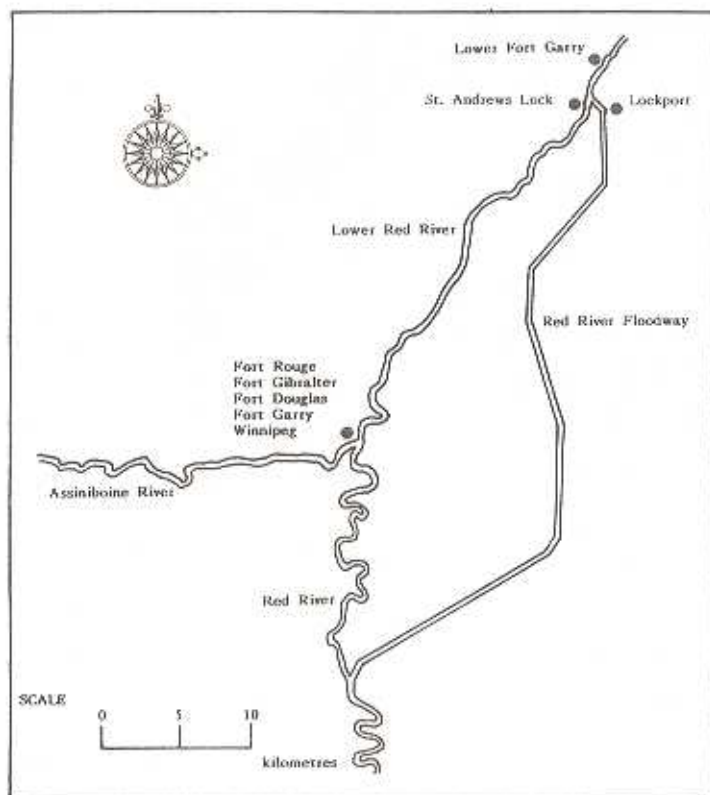 Lower Fort Garry
St. Andrews Lock
Lockport
Lower Red River
Red River Floodway
Fort Rouge
Fort Gibralter
Fort Douglas
Fort Garry
Winnipeg
Assiniboine River
Red River
SCALE
0 5 10
kilometres